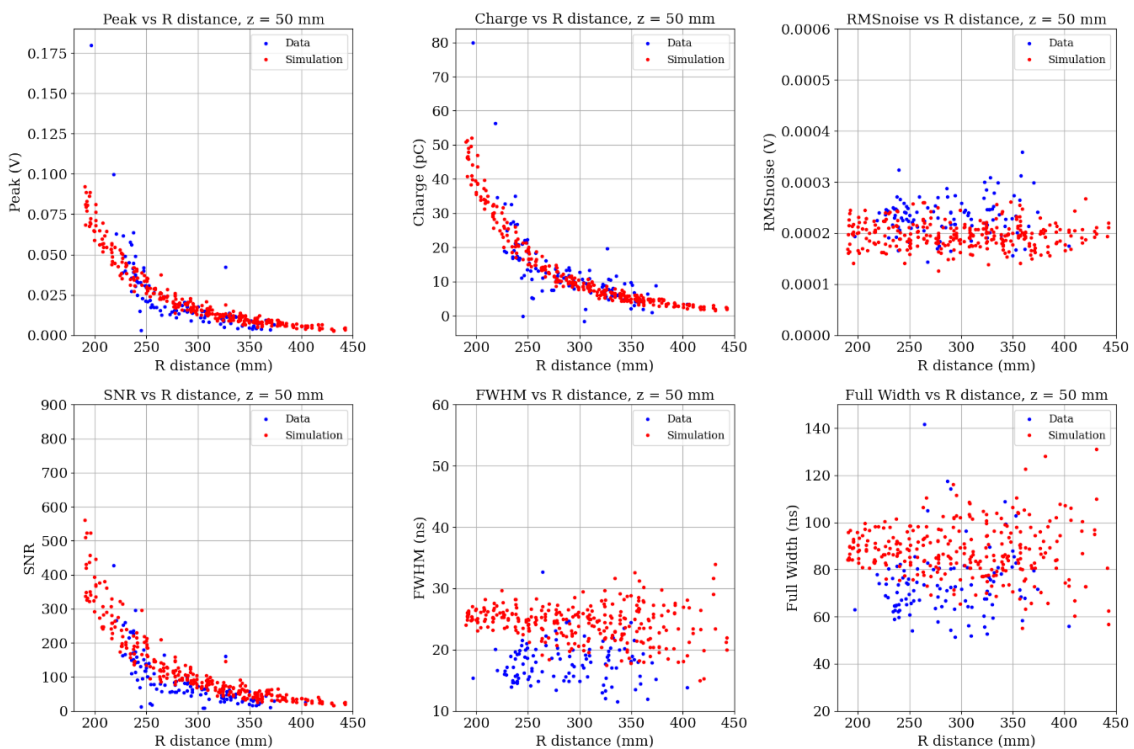 Peak vs R distance, z = 50 mm
Data
Simulation
Peak (V)
0.175
0.150
0.125
0.100
0.075
0.050
0.025
0.000
200 250 300 350 400 450
R distance (mm)
Charge vs R distance, z = 50 mm
Data
Simulation
Charge (pC)
80
70
60
50
40
30
20
10
0
200 250 300 350 400 450
R distance (mm)
RMSnoise vs R distance, z = 50 mm
Data
Simulation
RMSnoise (V)
0.0006
0.0005
0.0004
0.0003
0.0002
0.0001
0.0000
200 250 300 350 400 450
R distance (mm)
SNR vs R distance, z = 50 mm
Data
Simulation
SNR
900
800
700
600
500
400
300
200
100
0
200 250 300 350 400 450
R distance (mm)
FWHM vs R distance, z = 50 mm
Data
Simulation
FWHM (ns)
60
50
40
30
20
10
200 250 300 350 400 450
R distance (mm)
Full Width vs R distance, z = 50 mm
Data
Simulation
Full Width (ns)
140
120
100
80
60
40
20
200 250 300 350 400 450
R distance (mm)